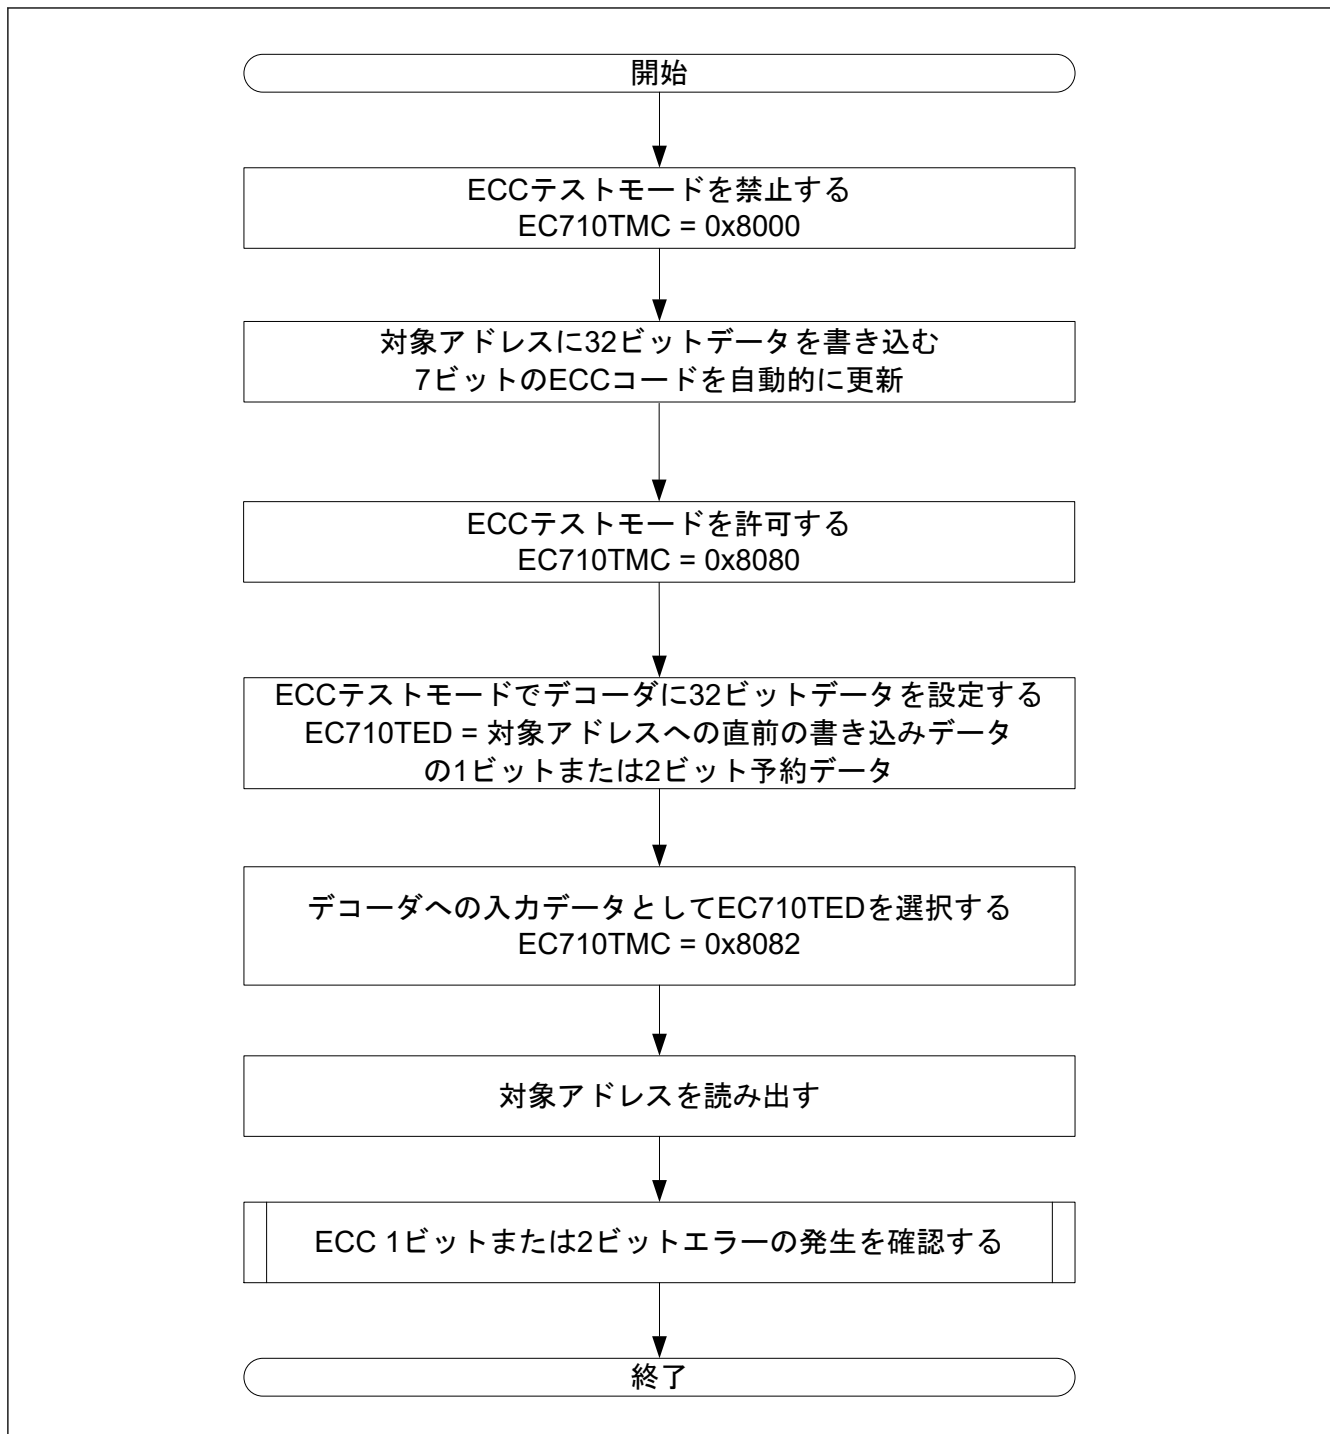 開始
ECCテストモードを禁止する
EC710TMC = 0x8000
対象アドレスに32ビットデータを書き込む
7ビットのECCコードを自動的に更新
ECCテストモードを許可する
EC710TMC = 0x8080
ECCテストモードでデコーダに32ビットデータを設定する
EC710TED = 対象アドレスへの直前の書き込みデータ
の1ビットまたは2ビット予約データ
デコーダへの入力データとしてEC710TEDを選択する
EC710TMC = 0x8082
対象アドレスを読み出す
ECC 1ビットまたは2ビットエラーの発生を確認する
終了